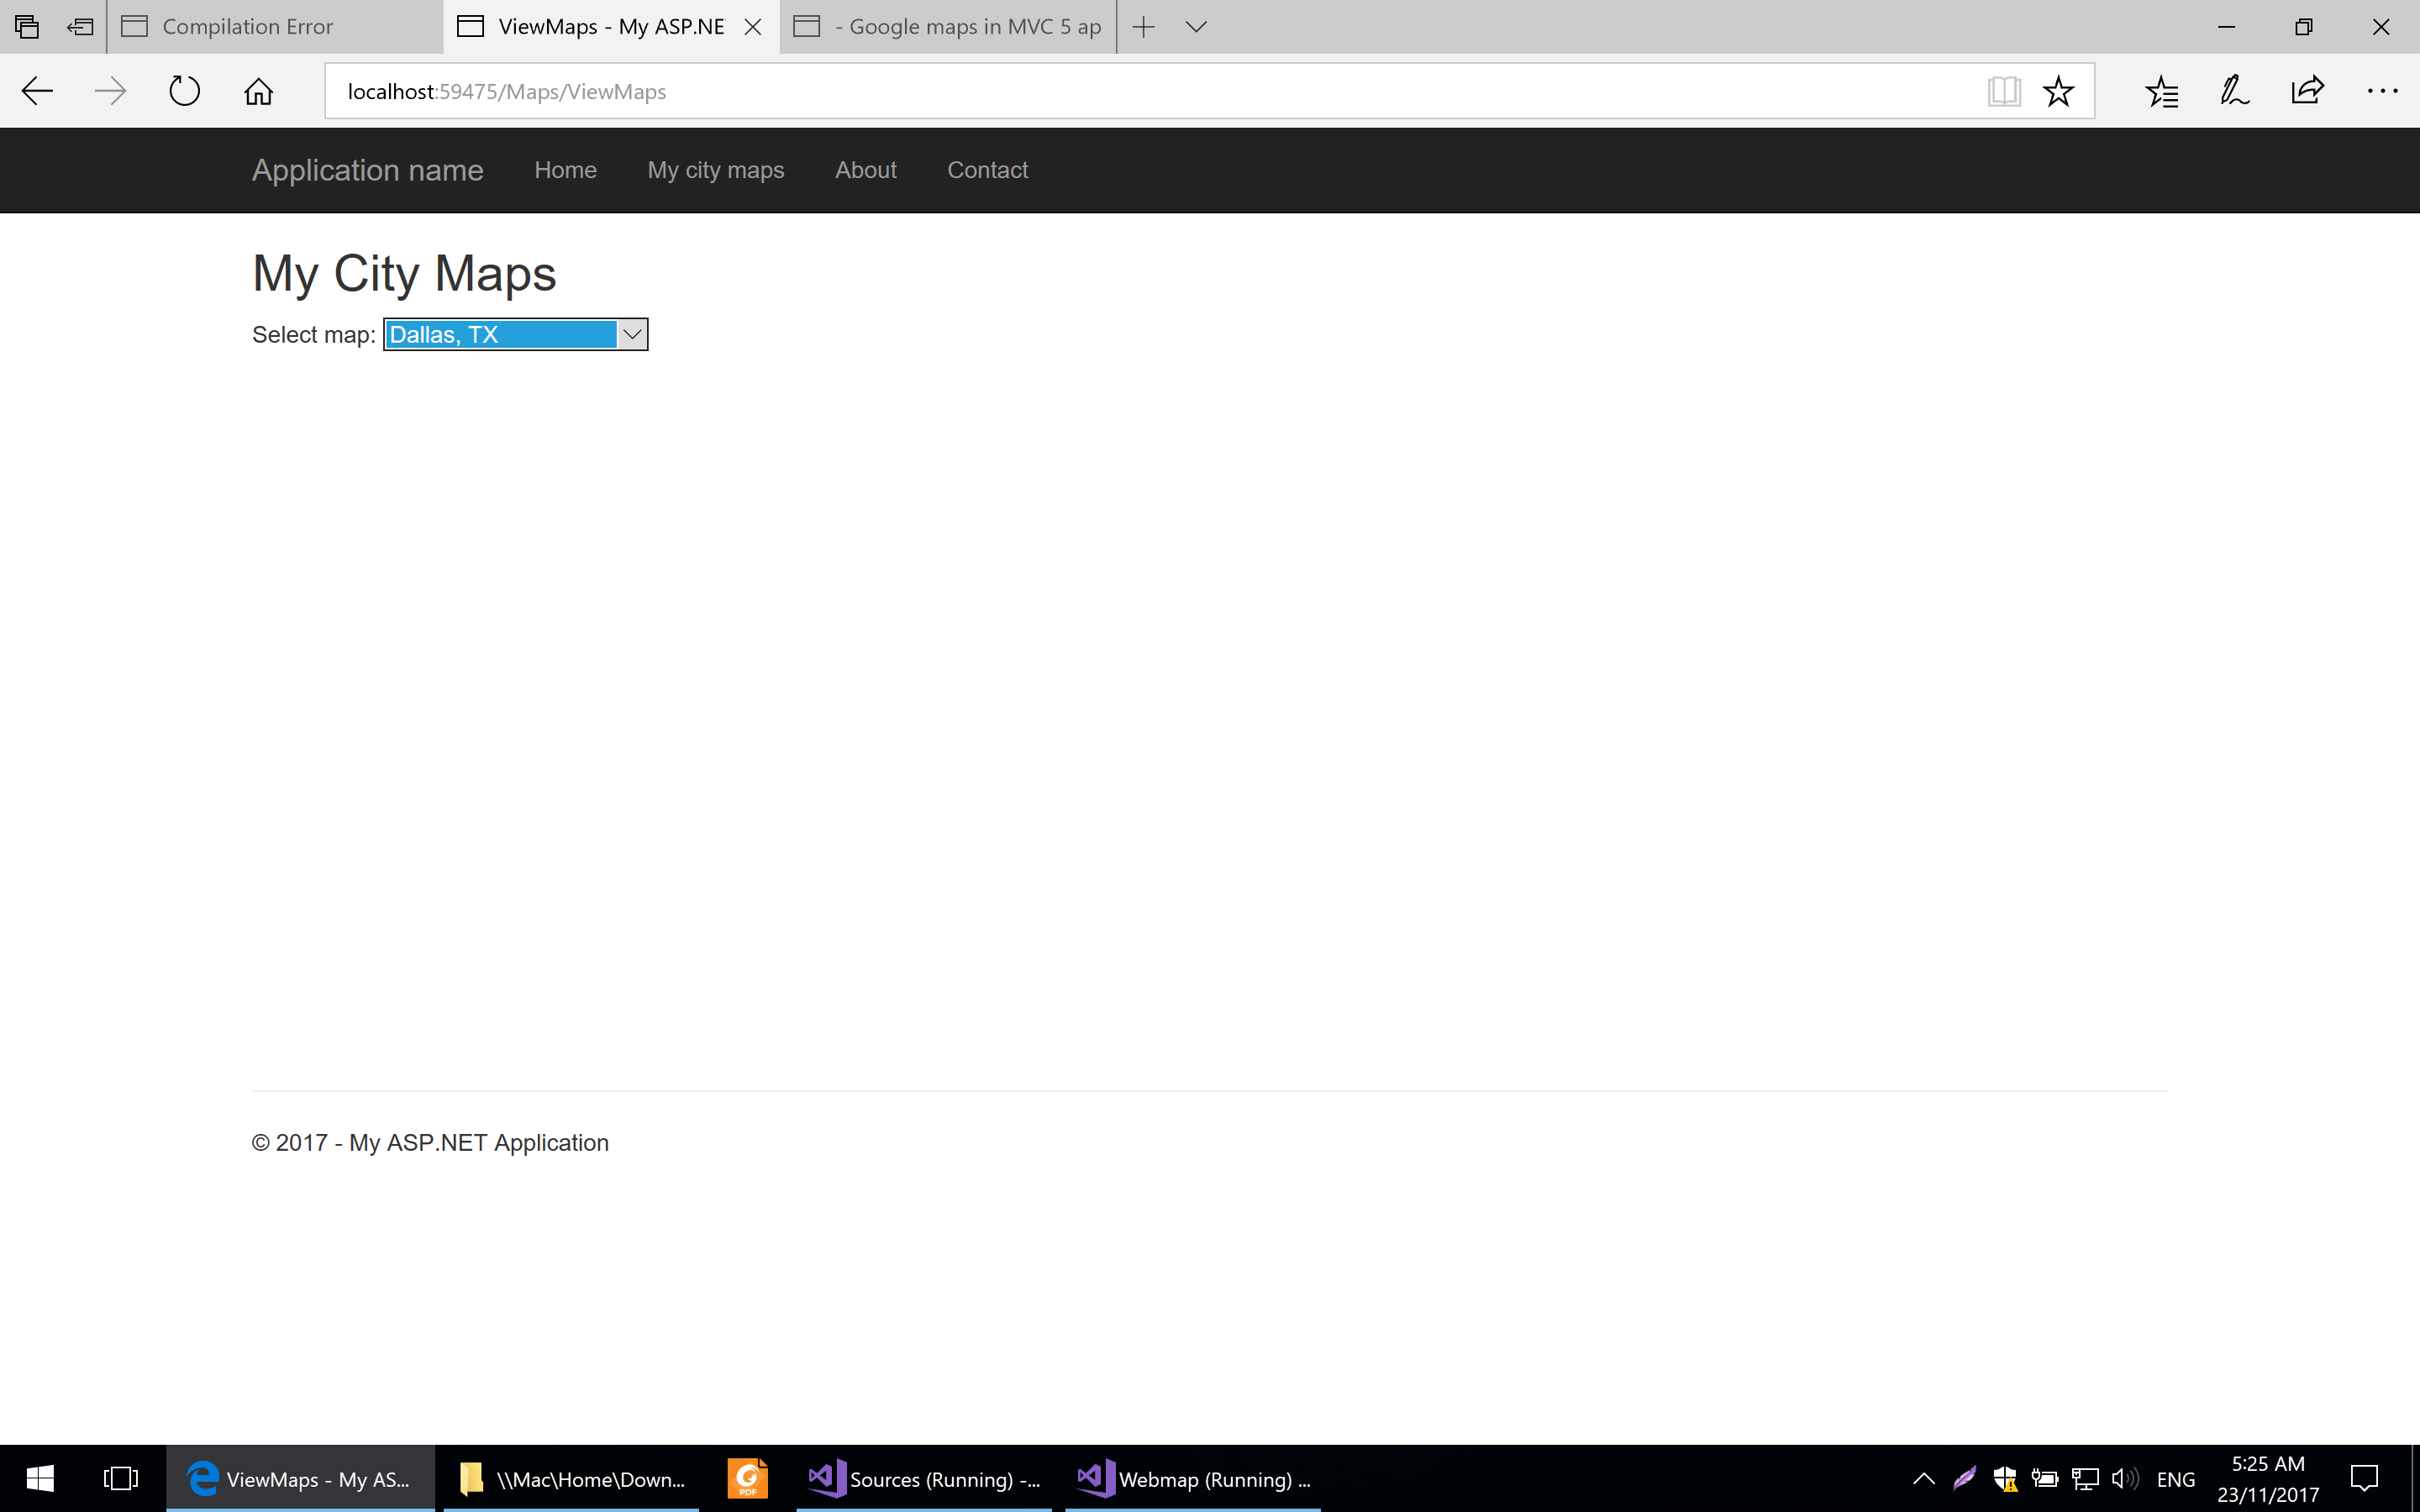 Compilation Error
ViewMaps - My ASP.NE
- Google maps in MVC 5 ap
localhost:59475/Maps/ViewMaps
Application name Home My city maps About Contact
My City Maps
Select map: Dallas, TX
© 2017 - My ASP.NET Application
ViewMaps - My AS...
\\Mac\Home\Down...
PDF
Sources (Running) -...
Webmap (Running) ...
ENG
5:25 AM
23/11/2017